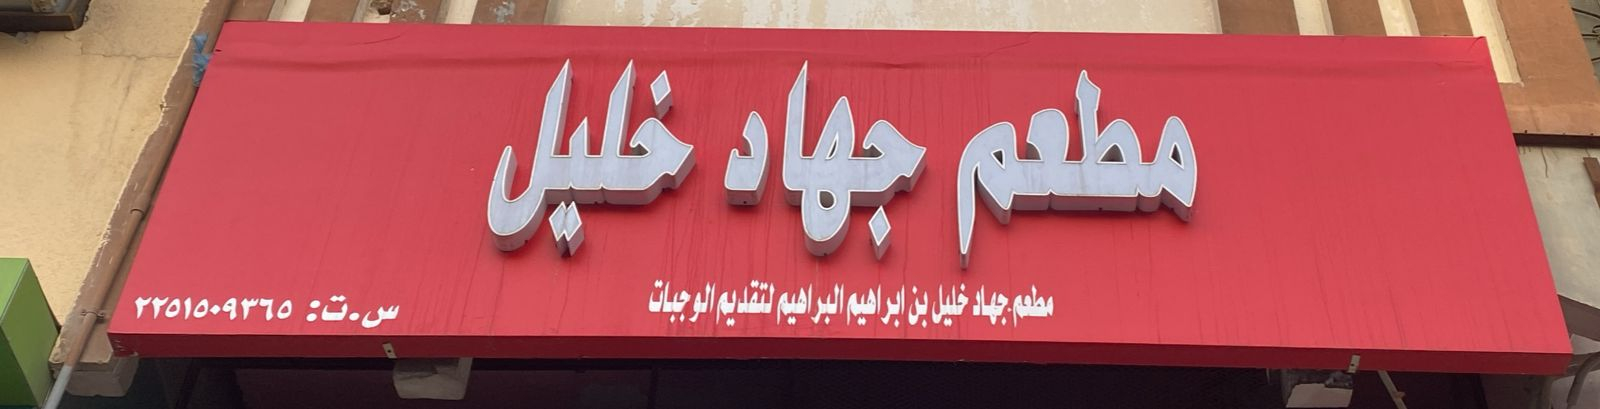 مطعم جهاد خليل
مطعم جهاد خليل بن ابراهيم البراهيم لتقديم الوجبات
س.ت: ٢٢٥١٥٠٩٣٦٥